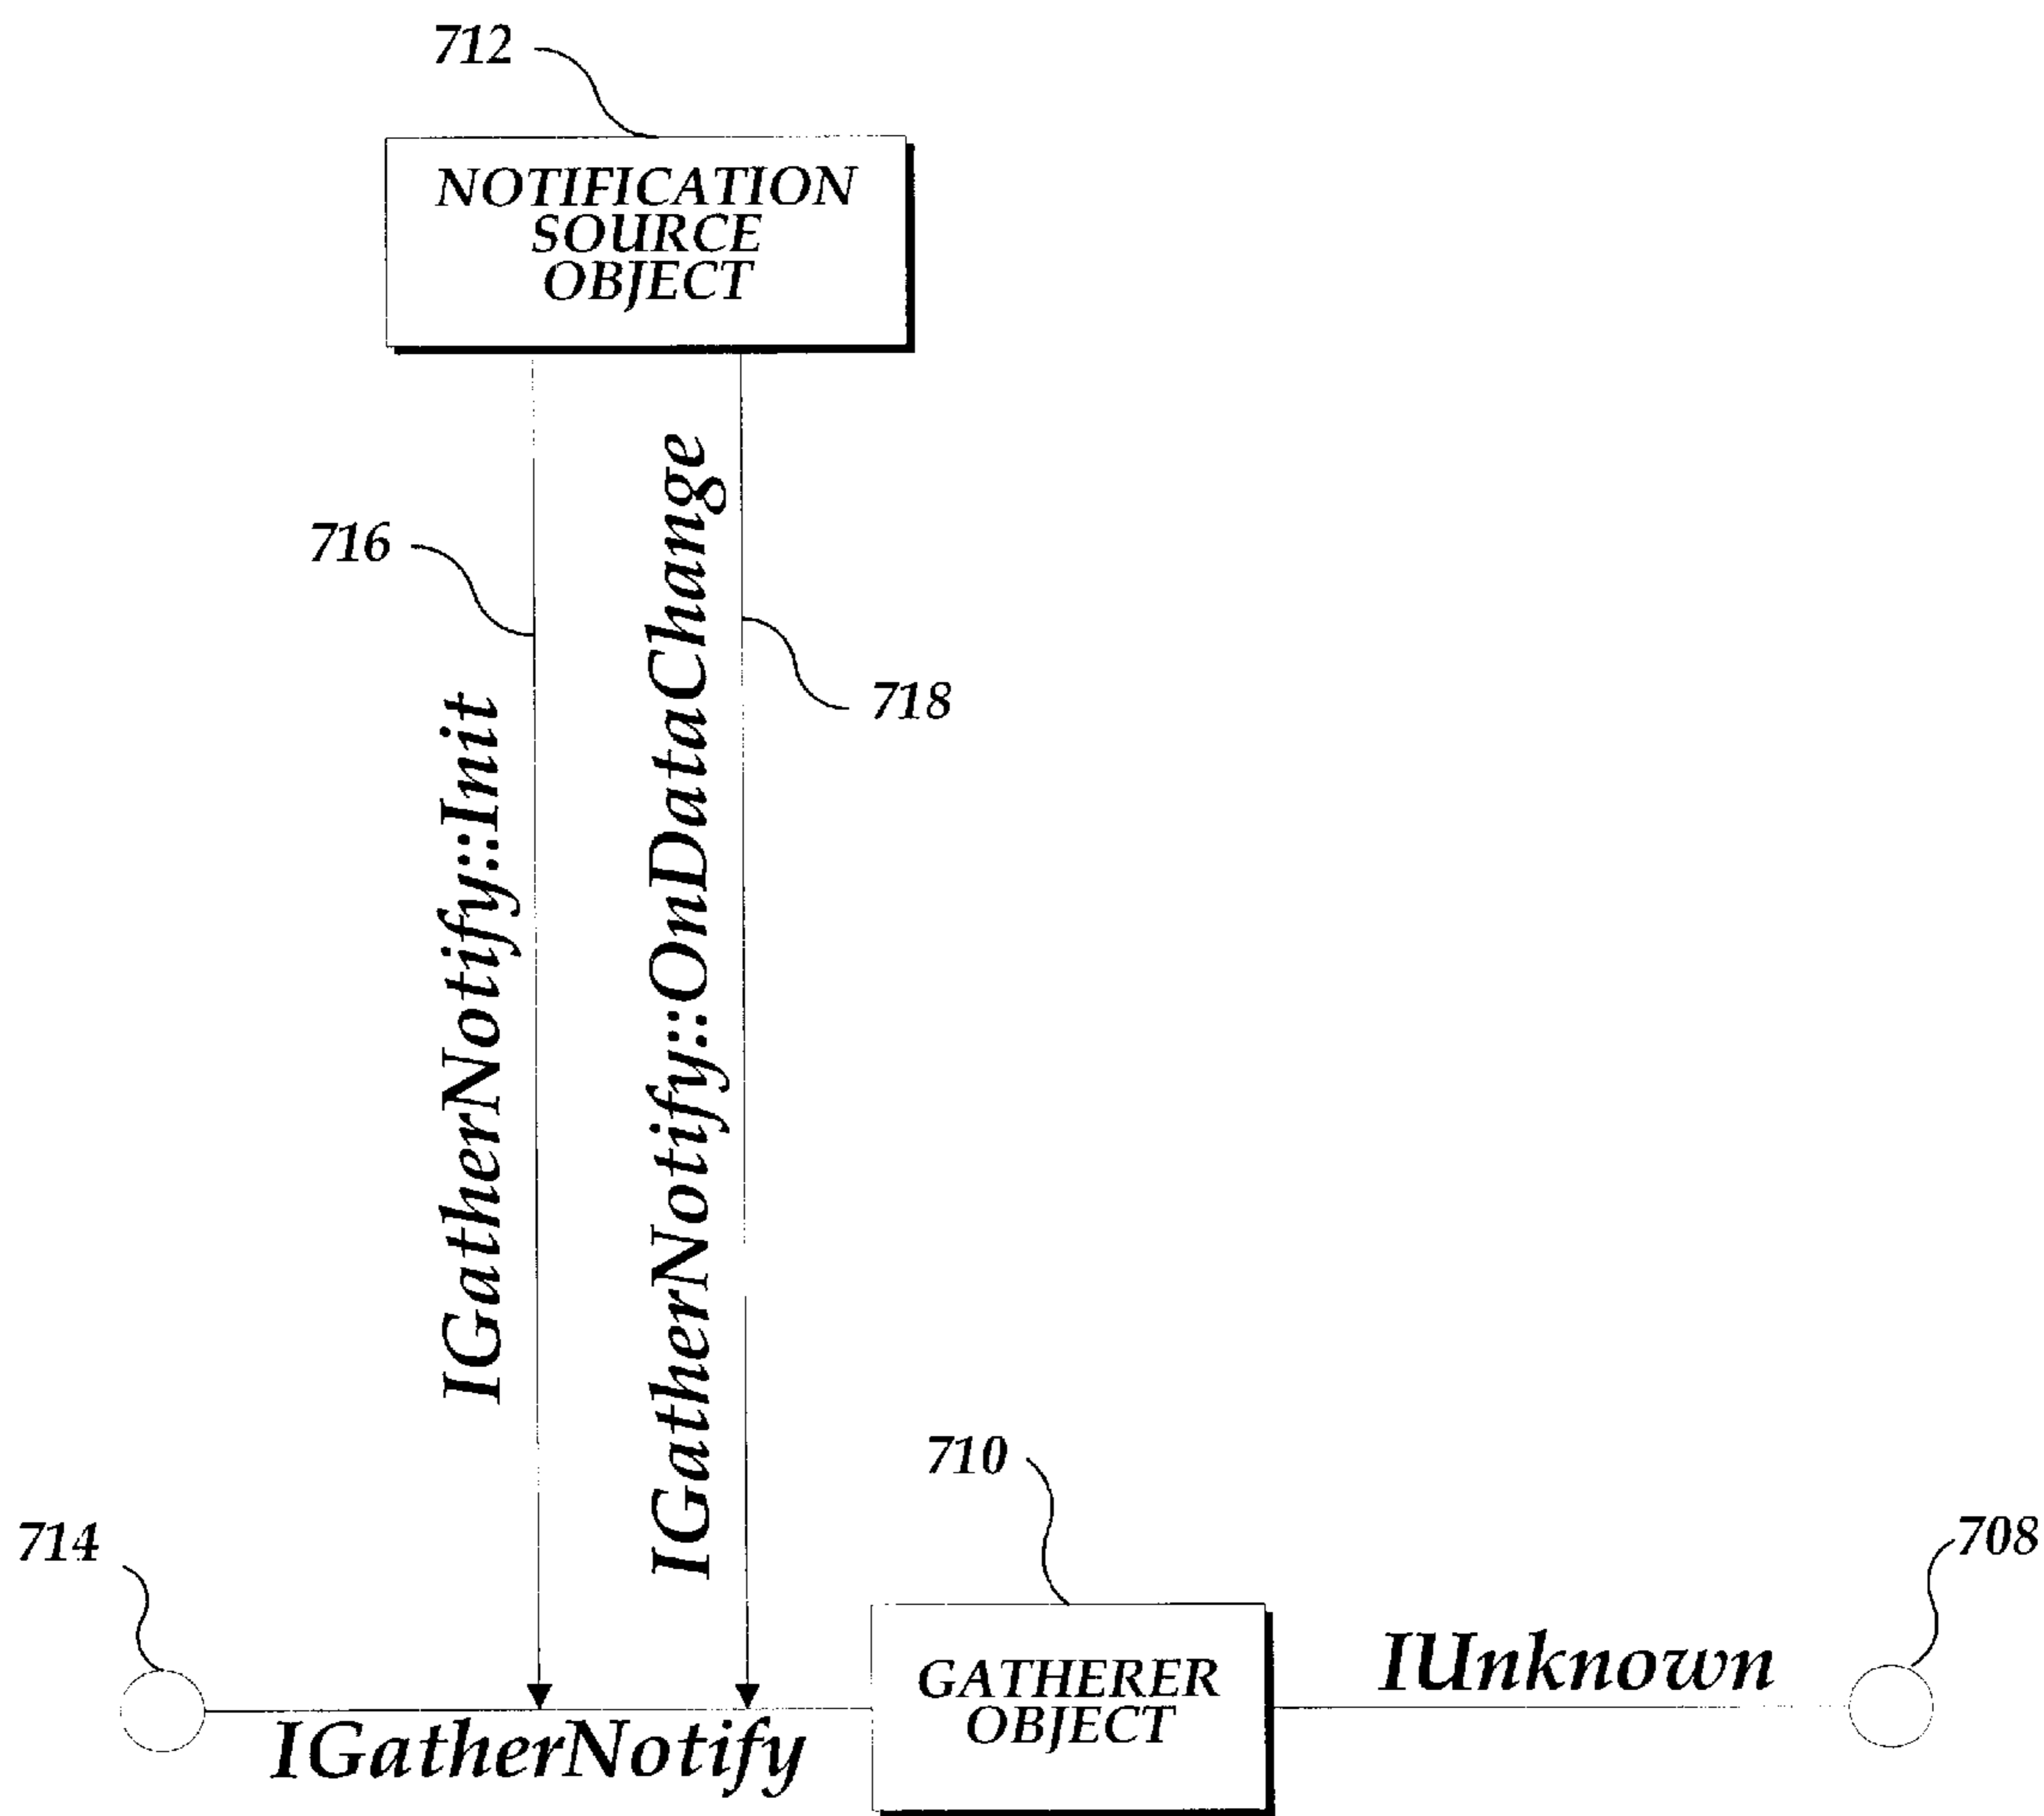 712
NOTIFICATION
SOURCE
OBJECT
716
718
IGatherNotify::Init
IGatherNotify::OnDataChange
710
714
708
GATHERER
OBJECT
IUnknown
IGatherNotify